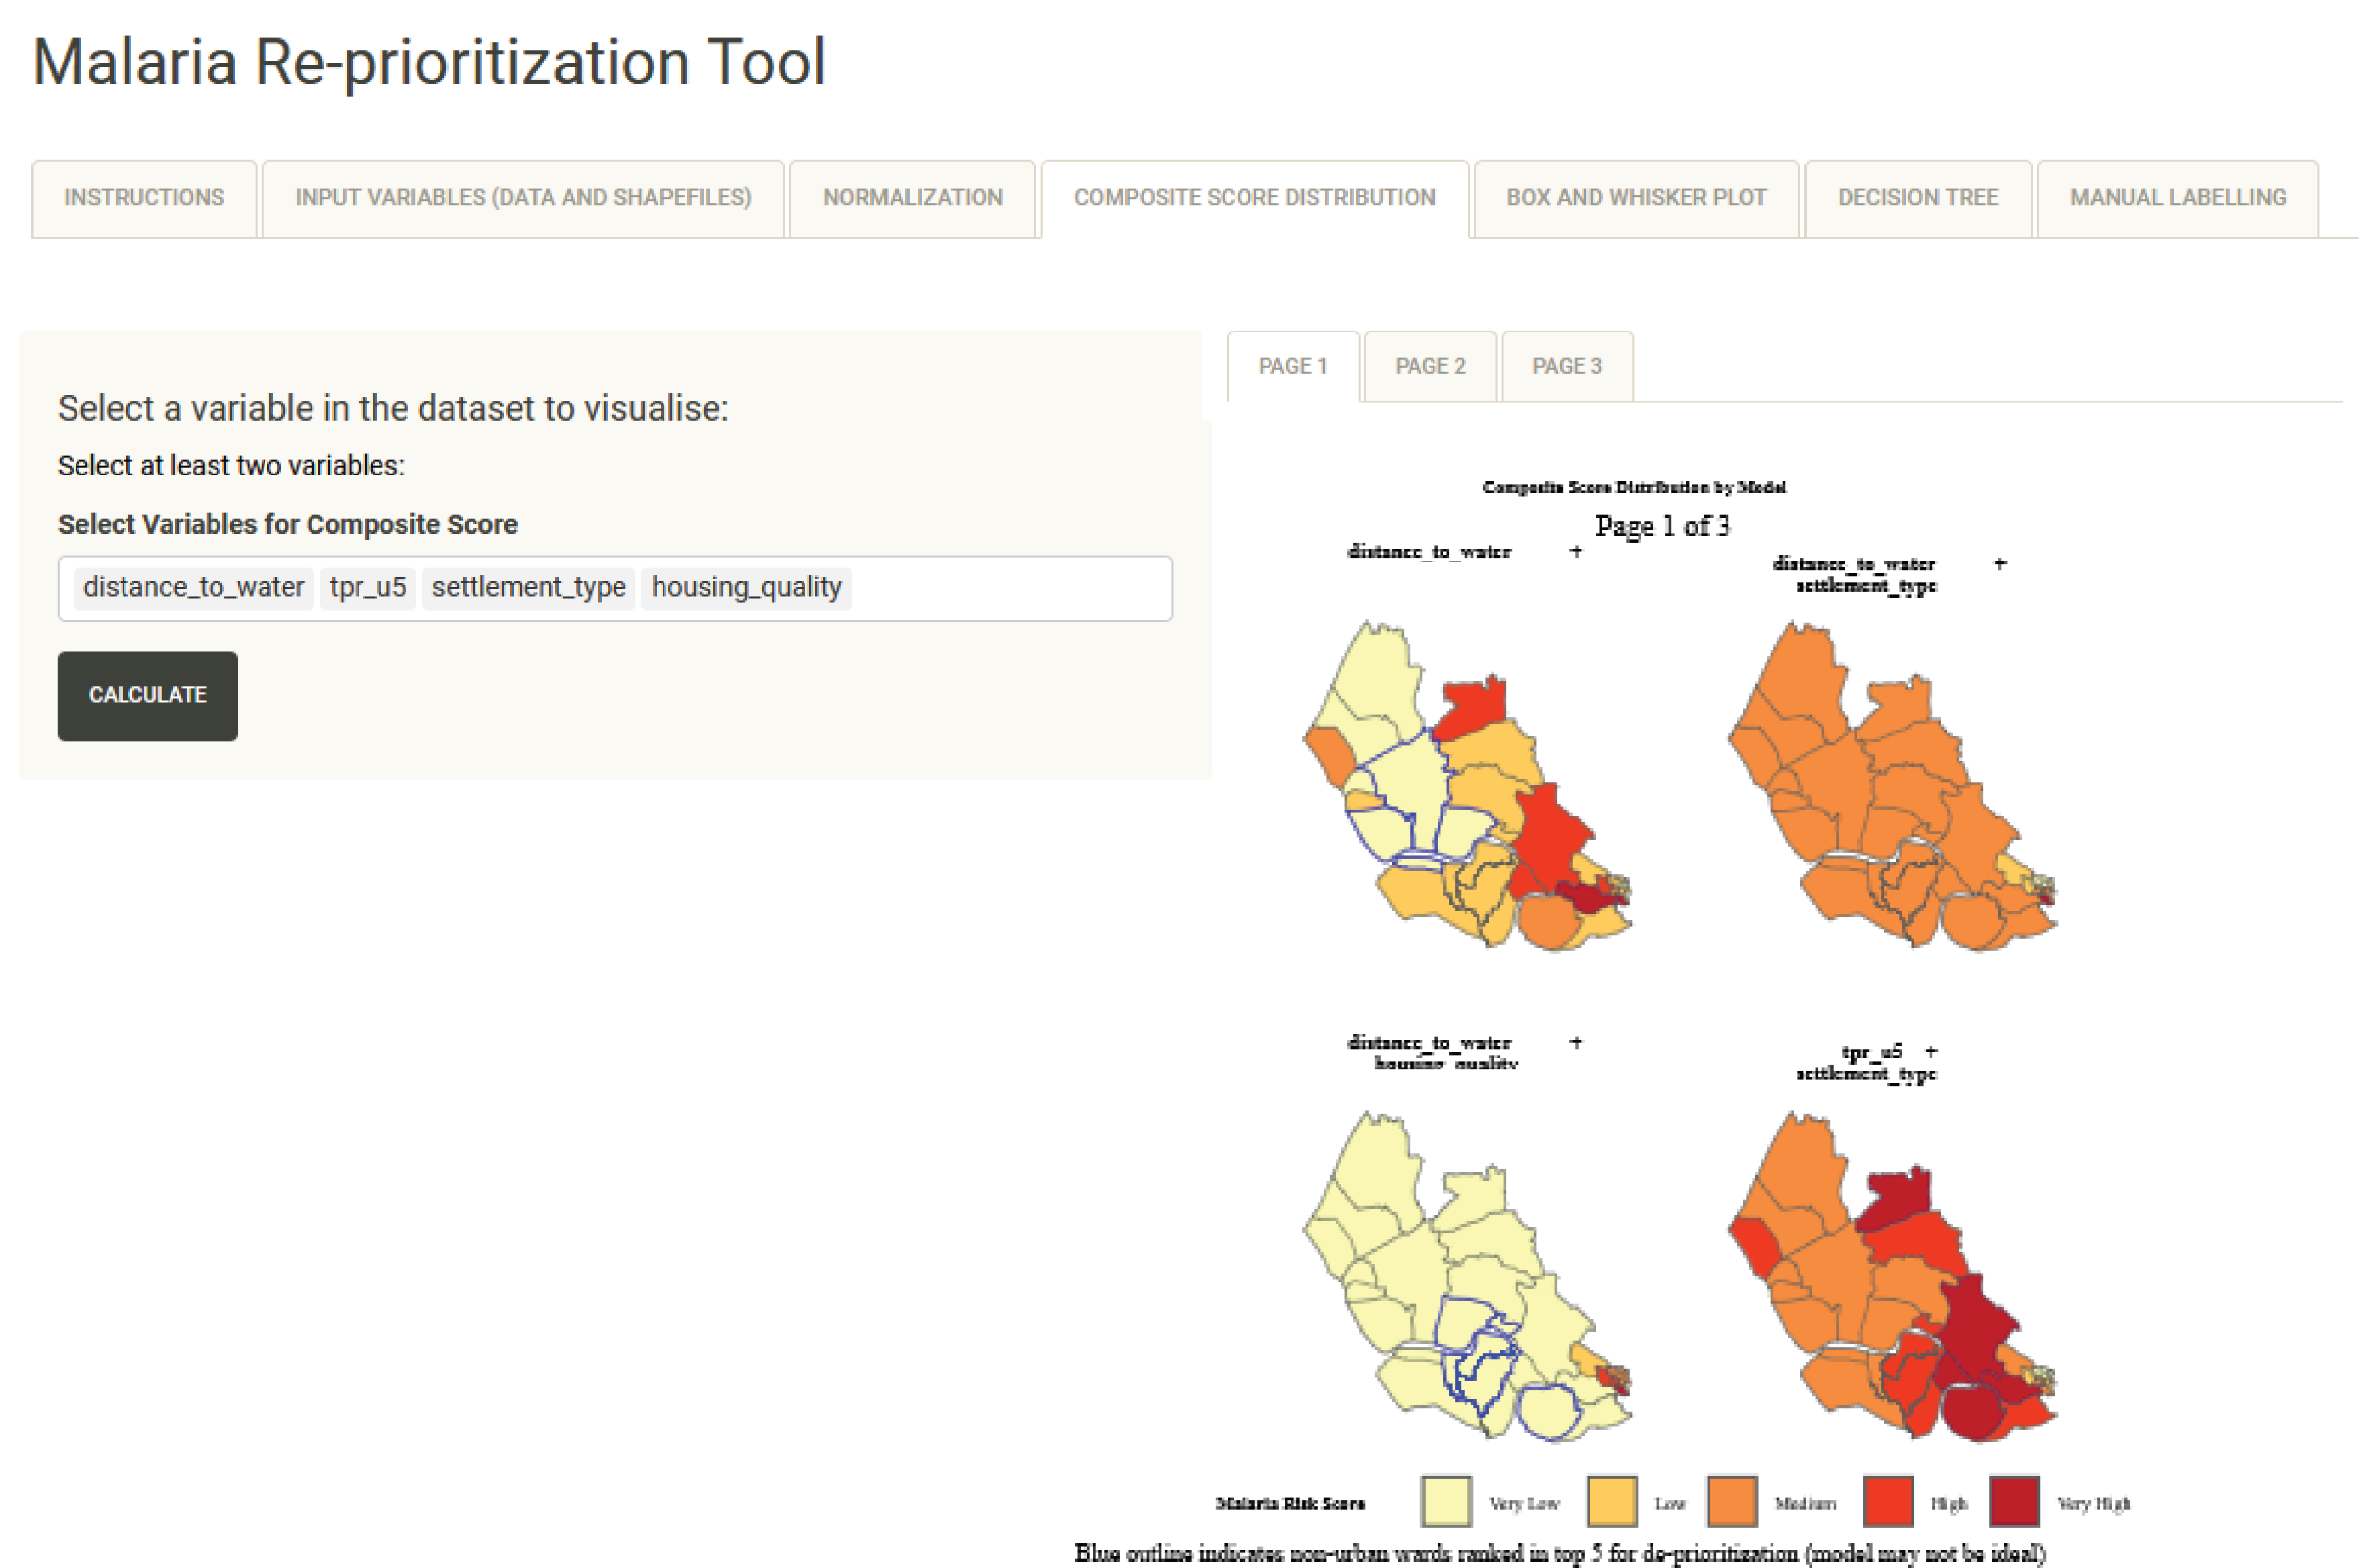 Malaria Re-prioritization Tool
INSTRUCTIONS
INPUT VARIABLES (DATA AND SHAPEFILES)
NORMALIZATION
COMPOSITE SCORE DISTRIBUTION
BOX AND WHISKER PLOT
DECISION TREE
MANUAL LABELLING
Select a variable in the dataset to visualise:
Select at least two variables:
Select Variables for Composite Score
distance_to_water tpr_u5 settlement_type housing_quality
CALCULATE
PAGE 1
PAGE 2
PAGE 3
Composite Score Distribution by Model
Page 1 of 3
distance_to_water +
distance_to_water +
settlement_type
distance_to_water +
housing_quality
tpr_u5 +
settlement_type
Malaria Risk Score
Very Low
Low
Medium
High
Very High
Blue outline indicates non-urban wards ranked in top 5 for de-prioritization (model may not be ideal)